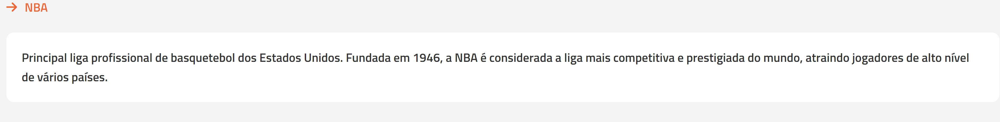 NBA
Principal liga profissional de basquetebol dos Estados Unidos. Fundada em 1946, a NBA é considerada a liga mais competitiva e prestigiada do mundo, atraindo jogadores de alto nível
de vários países.